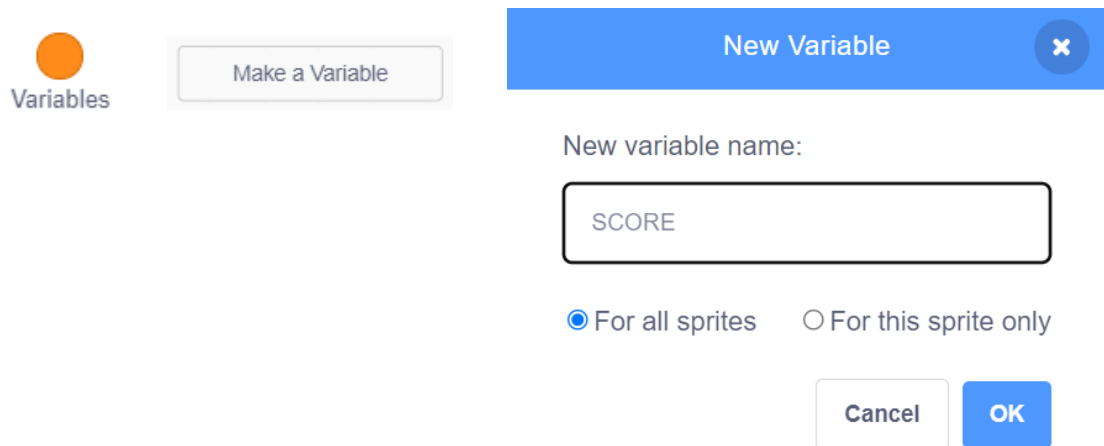 Variables
Make a Variable
New Variable
New variable name:
SCORE
For all sprites
For this sprite only
Cancel
OK